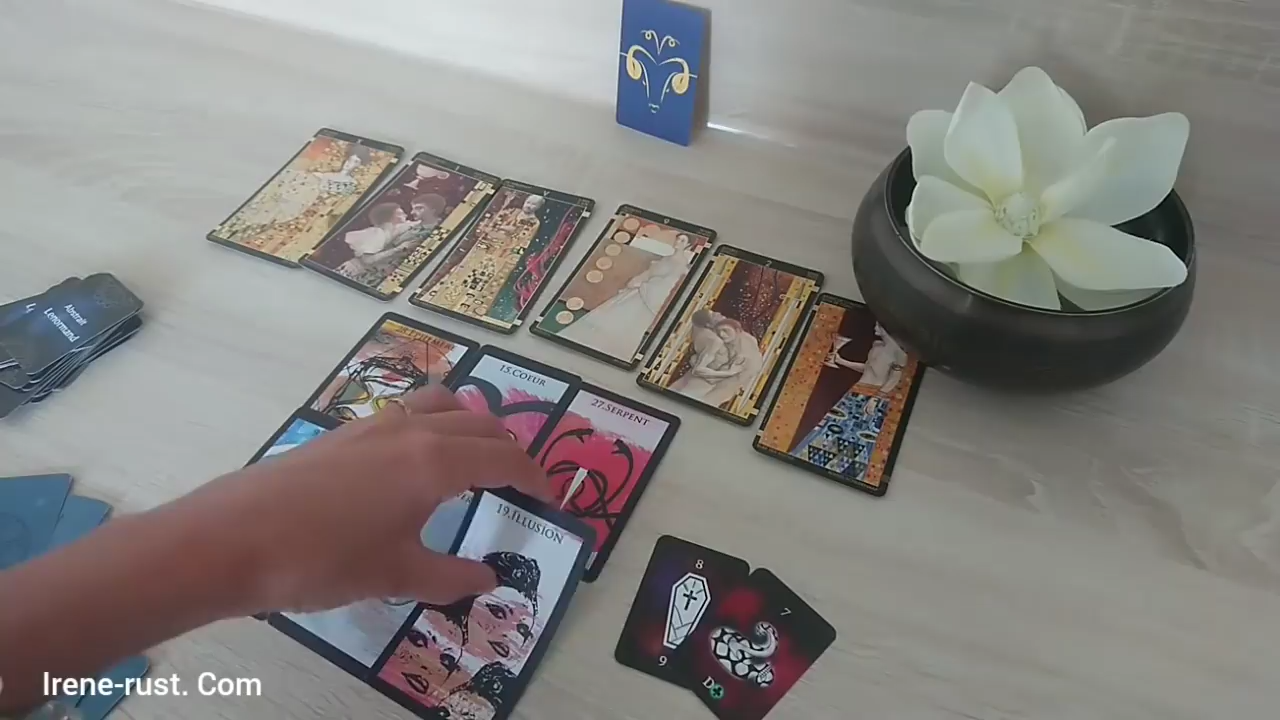 V
Abstrait
Lenormand
15.COEUR
27.SERPENT
19.ILLUSION
8
9
7
D
Irene-rust. Com